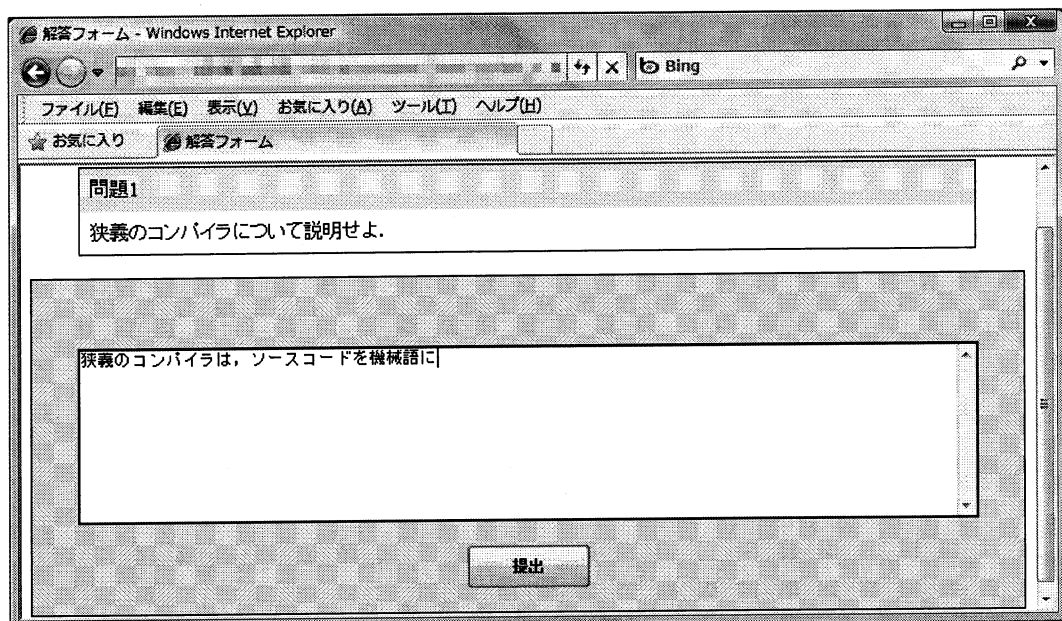 解答フォーム - Windows Internet Explorer
Bing
ファイル(F) 編集(E) 表示(V) お気に入り(A) ツール(T) ヘルプ(H)
お気に入り 解答フォーム
問題1
狭義のコンパイラについて説明せよ.
狭義のコンパイラは，ソースコードを機械語に
提出